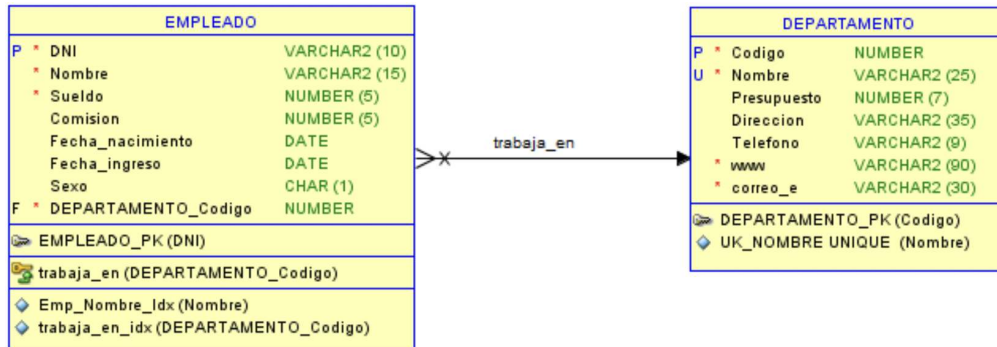 EMPLEADO
P * DNI VARCHAR2 (10)
* Nombre VARCHAR2 (15)
* Sueldo NUMBER (5)
Comision NUMBER (5)
Fecha_nacimiento DATE
Fecha_ingreso DATE
Sexo CHAR (1)
F * DEPARTAMENTO_Codigo NUMBER
EMPLEADO_PK (DNI)
trabaja_en (DEPARTAMENTO_Codigo)
Emp_Nombre_Idx (Nombre)
trabaja_en_idx (DEPARTAMENTO_Codigo)
trabaja_en
DEPARTAMENTO
P * Codigo NUMBER
U * Nombre VARCHAR2 (25)
Presupuesto NUMBER (7)
Direccion VARCHAR2 (35)
Telefono VARCHAR2 (9)
* www VARCHAR2 (90)
* correo_e VARCHAR2 (30)
DEPARTAMENTO_PK (Codigo)
UK_NOMBRE UNIQUE (Nombre)